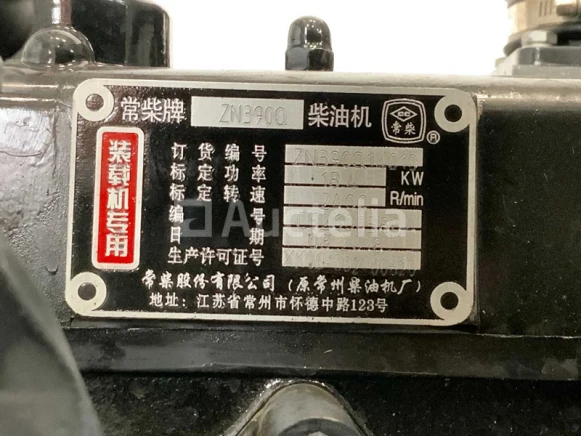 常柴牌 ZN390Q 柴油机 常柴 ®
装载机专用
订货编号
标定功率 KW
标定转速 R/min
编号
日期
生产许可证号
常柴股份有限公司（原常州柴油机厂）
地址：江苏省常州市怀德中路123号
Auctelia